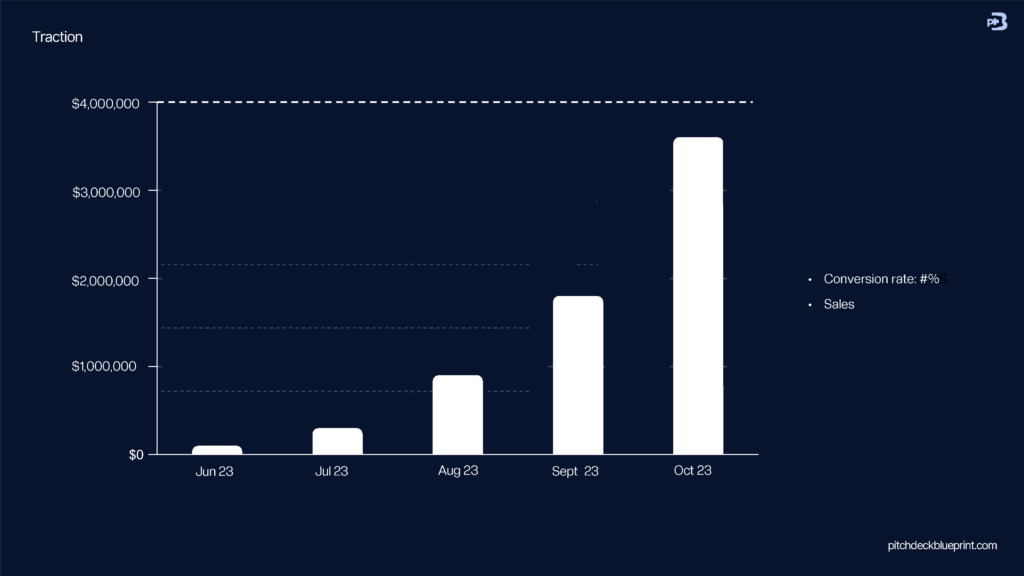 Traction
p+B
$4,000,000
$3,000,000
$2,000,000
$1,000,000
$0
Jun 23
Jul 23
Aug 23
Sept 23
Oct 23
• Conversion rate: #%
• Sales
pitchdeckblueprint.com